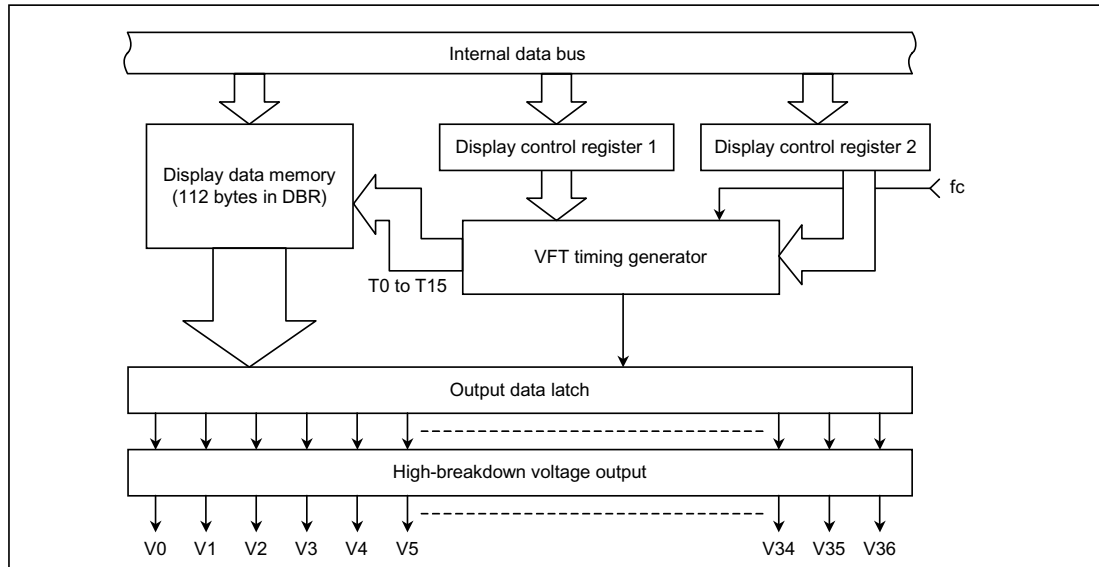 Internal data bus
Display data memory
(112 bytes in DBR)
Display control register 1
Display control register 2
fc
VFT timing generator
T0 to T15
Output data latch
High-breakdown voltage output
V0 V1 V2 V3 V4 V5 V34 V35 V36